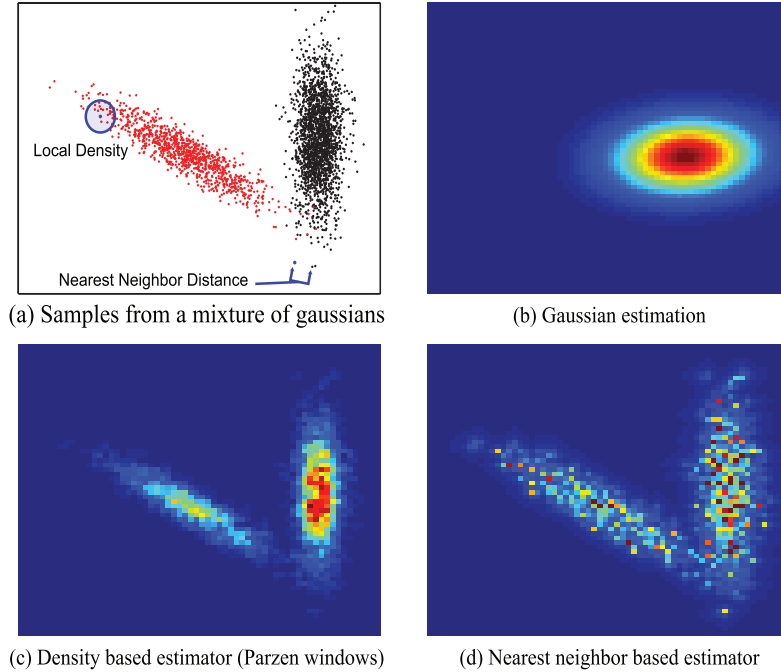 Local Density
Nearest Neighbor Distance
(a) Samples from a mixture of gaussians
(b) Gaussian estimation
(c) Density based estimator (Parzen windows)
(d) Nearest neighbor based estimator